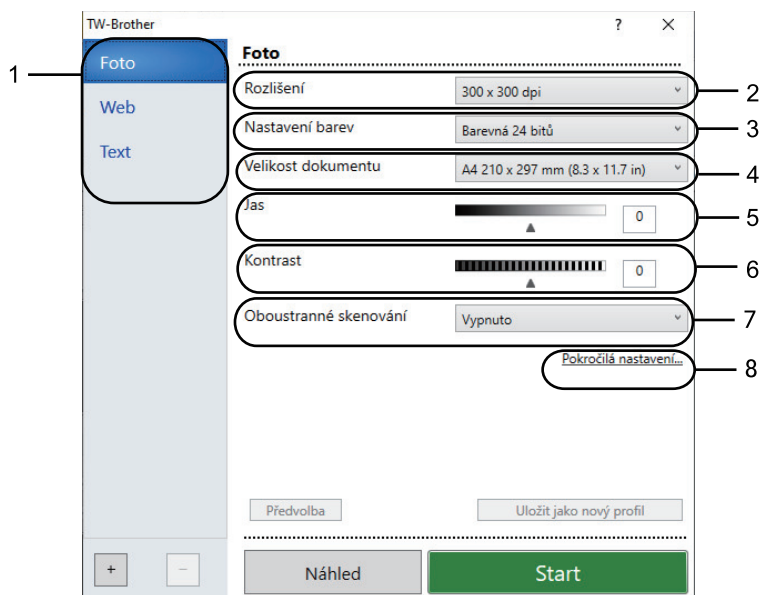 TW-Brother ? ×
1
Foto
Web
Text
Foto
Rozlišení 300 x 300 dpi 2
Nastavení barev Barevná 24 bitů 3
Velikost dokumentu A4 210 x 297 mm (8.3 x 11.7 in) 4
Jas 0 5
Kontrast 0 6
Oboustranné skenování Vypnuto 7
Pokročilá nastavení... 8
Předvolba Uložit jako nový profil
+ − Náhled Start